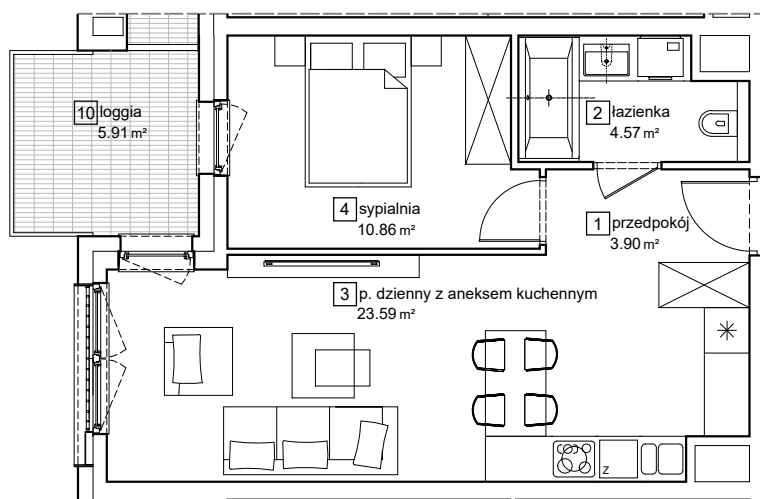 10 loggia
5.91 m²
2 łazienka
4.57 m²
4 sypialnia
10.86 m²
1 przedpokój
3.90 m²
3 p. dzienny z aneksem kuchennym
23.59 m²
z